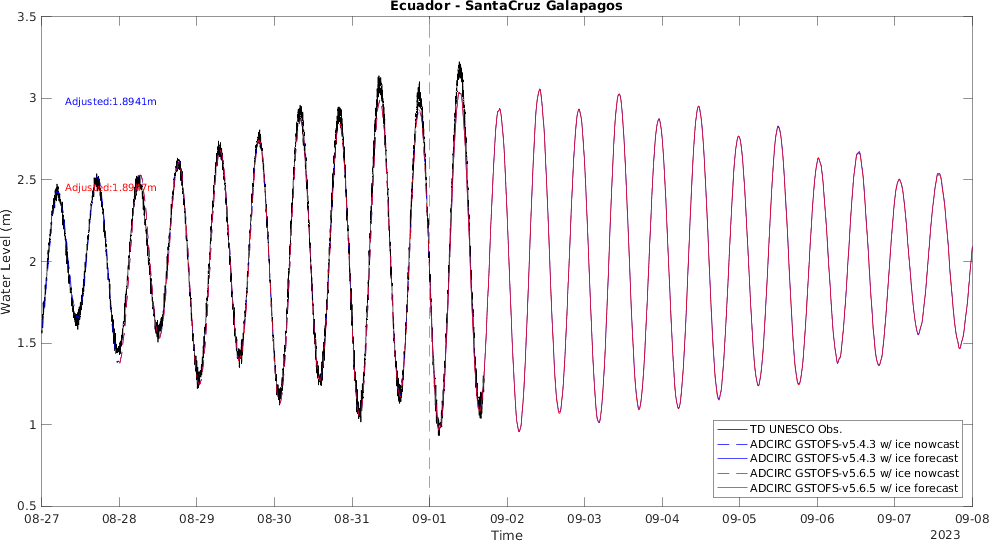 Ecuador - SantaCruz Galapagos
3.5
3
2.5
2
1.5
1
0.5
Water Level (m)
Adjusted:1.8941m
08-27
08-28
08-29
08-30
08-31
09-01
09-02
09-03
09-04
09-05
09-06
09-07
09-08
Time
2023
TD UNESCO Obs.
ADCIRC GSTOFS-v5.4.3 w/ ice nowcast
ADCIRC GSTOFS-v5.4.3 w/ ice forecast
ADCIRC GSTOFS-v5.6.5 w/ ice nowcast
ADCIRC GSTOFS-v5.6.5 w/ ice forecast